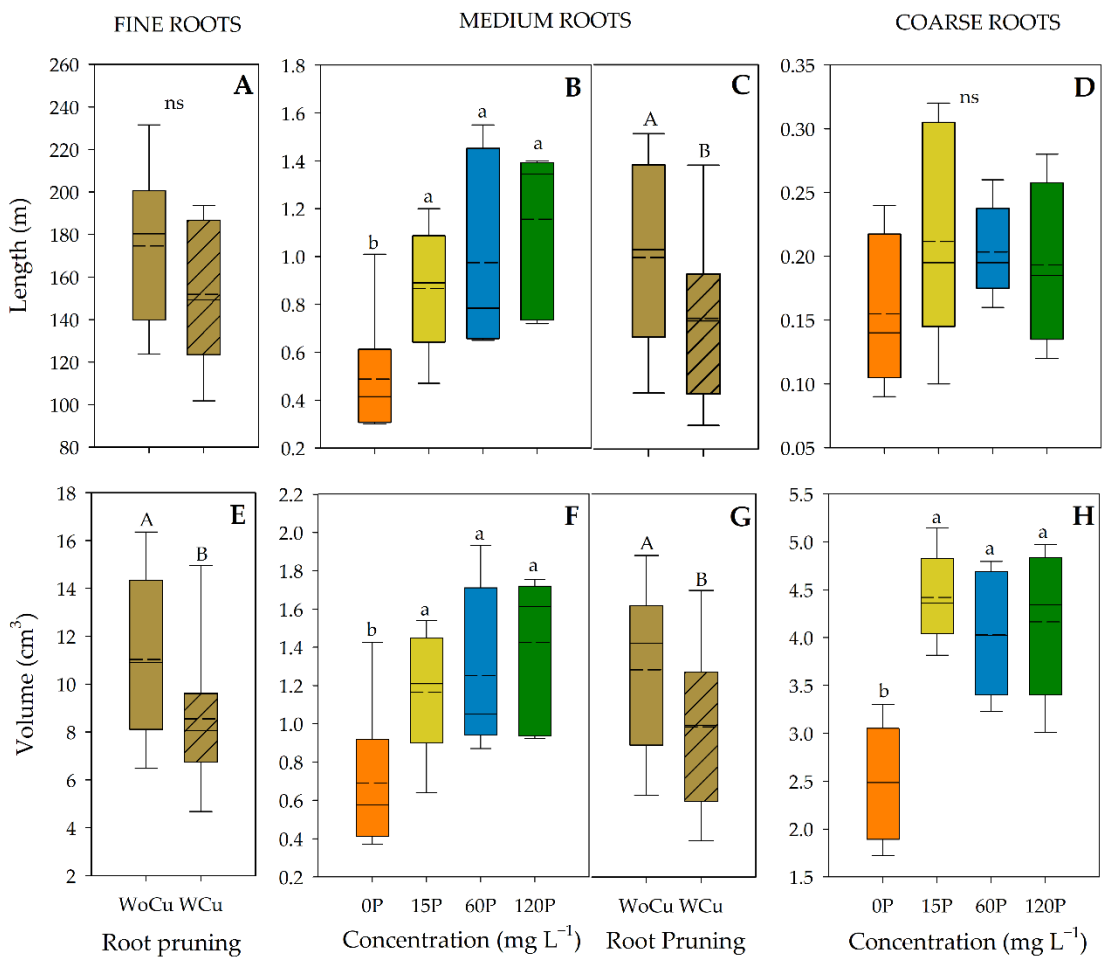 FINE ROOTS
MEDIUM ROOTS
COARSE ROOTS
Length (m)
260
240
220
200
180
160
140
120
100
80
A
ns
1.8
1.6
1.4
1.2
1.0
0.8
0.6
0.4
0.2
B
b
a
a
a
C
A
B
0.35
0.30
0.25
0.20
0.15
0.10
0.05
D
ns
Volume (cm³)
18
16
14
12
10
8
6
4
2
E
A
B
WoCu WCu
Root pruning
2.2
2.0
1.8
1.6
1.4
1.2
1.0
0.8
0.6
0.4
0.2
F
b
a
a
a
0P 15P 60P 120P
Concentration (mg L⁻¹)
G
A
B
WoCu WCu
Root Pruning
5.5
5.0
4.5
4.0
3.5
3.0
2.5
2.0
1.5
H
b
a
a
a
0P 15P 60P 120P
Concentration (mg L⁻¹)